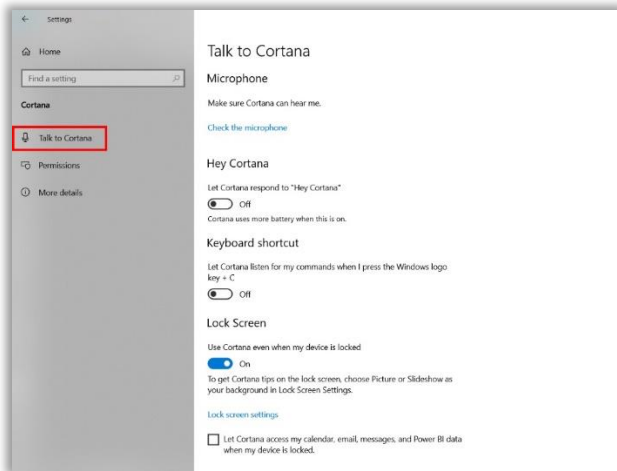 Settings
Home
Find a setting
Cortana
Talk to Cortana
Permissions
More details
Talk to Cortana
Microphone
Make sure Cortana can hear me.
Check the microphone
Hey Cortana
Let Cortana respond to "Hey Cortana"
Off
Cortana uses more battery when this is on.
Keyboard shortcut
Let Cortana listen for my commands when I press the Windows logo
key + C
Off
Lock Screen
Use Cortana even when my device is locked
On
To get Cortana tips on the lock screen, choose Picture or Slideshow as
your background in Lock Screen Settings.
Lock screen settings
Let Cortana access my calendar, email, messages, and Power BI data
when my device is locked.